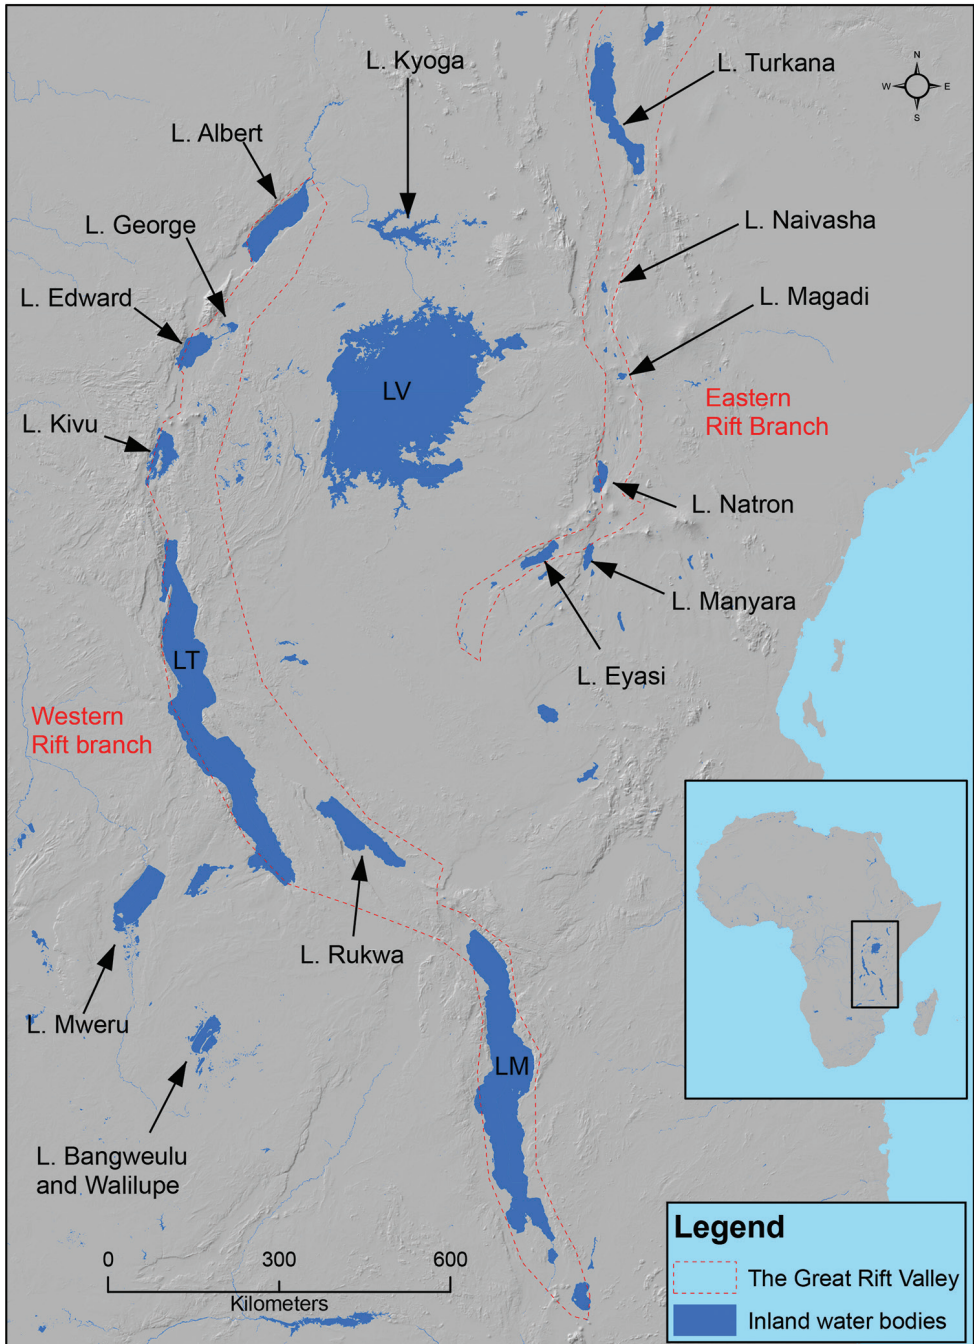 L. Kyoga
L. Turkana
N
W
E
S
L. Albert
L. George
L. Naivasha
L. Edward
L. Magadi
LV
Eastern
Rift Branch
L. Kivu
L. Natron
L. Manyara
LT
L. Eyasi
Western
Rift branch
L. Rukwa
L. Mweru
LM
L. Bangweulu
and Walilupe
0
300
600
Kilometers
Legend
The Great Rift Valley
Inland water bodies